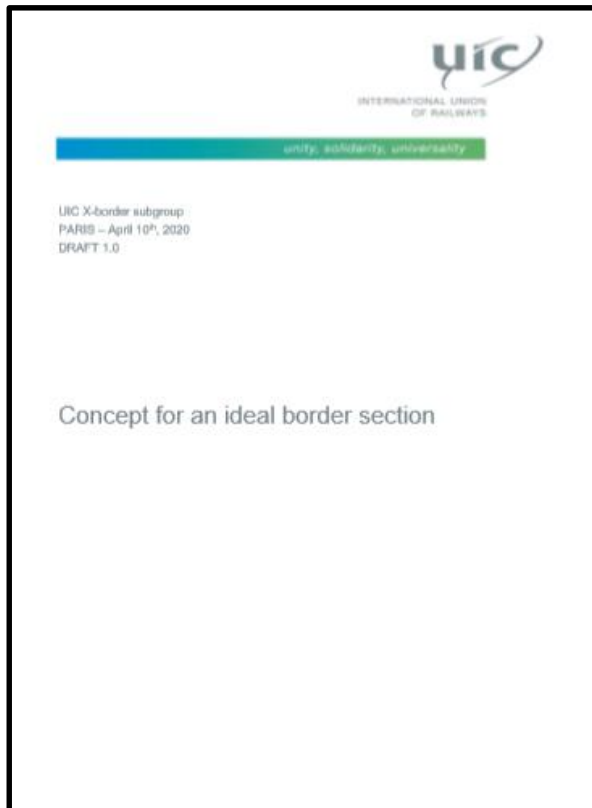 uic
INTERNATIONAL UNION
OF RAILWAYS
unity, solidarity, universality
UIC X-border subgroup
PARIS – April 10th, 2020
DRAFT 1.0
Concept for an ideal border section